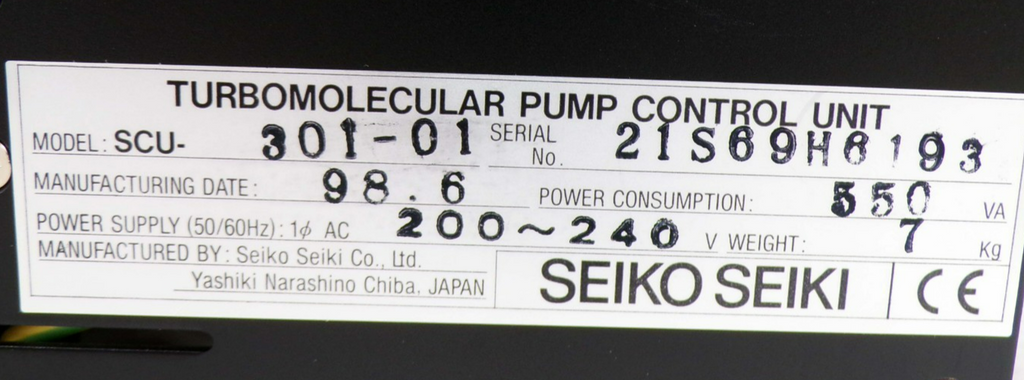 TURBOMOLECULAR PUMP CONTROL UNIT
MODEL: SCU- 301-01 SERIAL No. 21S69H6193
MANUFACTURING DATE: 98.6 POWER CONSUMPTION: 550 VA
POWER SUPPLY (50/60Hz): 1ϕ AC 200~240 V WEIGHT: 7 Kg
MANUFACTURED BY: Seiko Seiki Co., Ltd.
Yashiki Narashino Chiba, JAPAN
SEIKO SEIKI CE